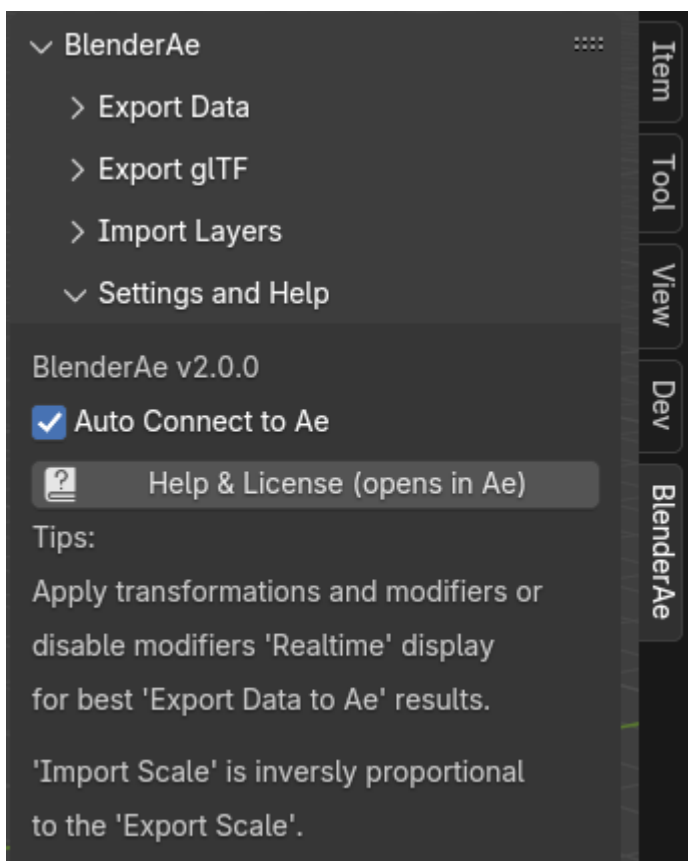 BlenderAe
Export Data
Export glTF
Import Layers
Settings and Help
BlenderAe v2.0.0
Auto Connect to Ae
Help & License (opens in Ae)
Tips:
Apply transformations and modifiers or
disable modifiers 'Realtime' display
for best 'Export Data to Ae' results.
'Import Scale' is inversly proportional
to the 'Export Scale'.
Item
Tool
View
Dev
BlenderAe